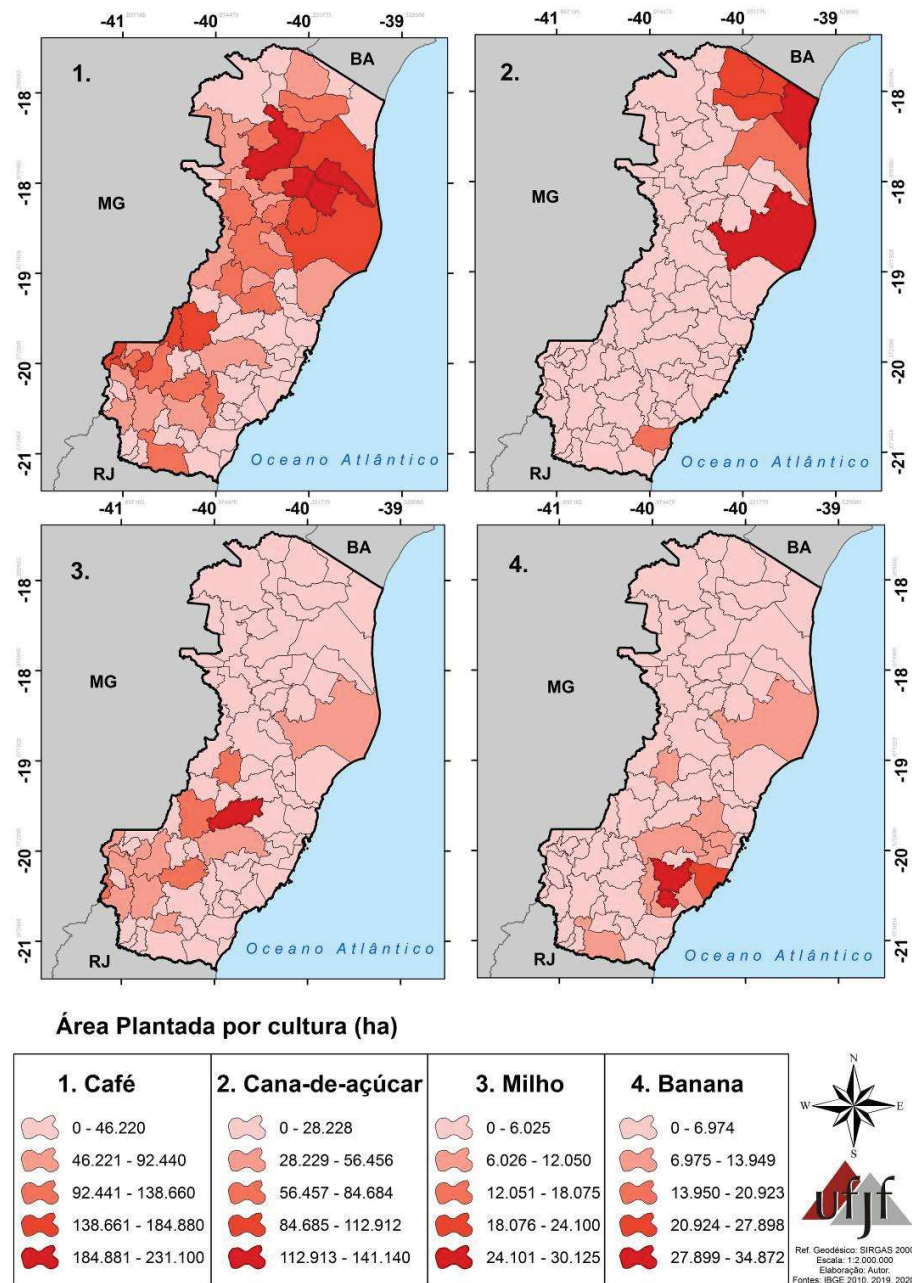 -41 -40 -40 -39
-41 -40 -40 -39
1.
BA
MG
RJ
Oceano Atlântico
-18
-18
-19
-20
-21
2.
BA
MG
RJ
Oceano Atlântico
-18
-18
-19
-20
-21
-41 -40 -40 -39
-41 -40 -40 -39
3.
BA
MG
RJ
Oceano Atlântico
-18
-18
-19
-20
-21
4.
BA
MG
RJ
Oceano Atlântico
-18
-18
-19
-20
-21
Área Plantada por cultura (ha)
1. Café
0 - 46.220
46.221 - 92.440
92.441 - 138.660
138.661 - 184.880
184.881 - 231.100
2. Cana-de-açúcar
0 - 28.228
28.229 - 56.456
56.457 - 84.684
84.685 - 112.912
112.913 - 141.140
3. Milho
0 - 6.025
6.026 - 12.050
12.051 - 18.075
18.076 - 24.100
24.101 - 30.125
4. Banana
0 - 6.974
6.975 - 13.949
13.950 - 20.923
20.924 - 27.898
27.899 - 34.872
N
W E
S
ufjf
Ref. Geodésico: SIRGAS 2000
Escala: 1:2.000.000
Elaboração: Autor.
Fontes: IBGE 2010, 2019,